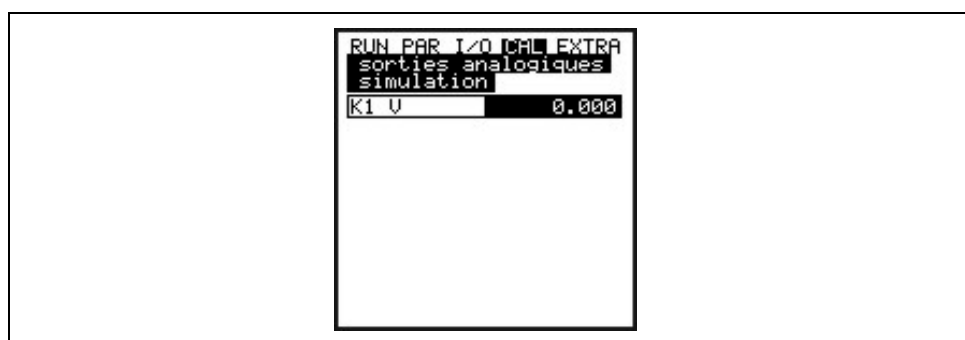 RUN PAR I/O CAL EXTRA
sorties analogiques
simulation
K1 V 0.000